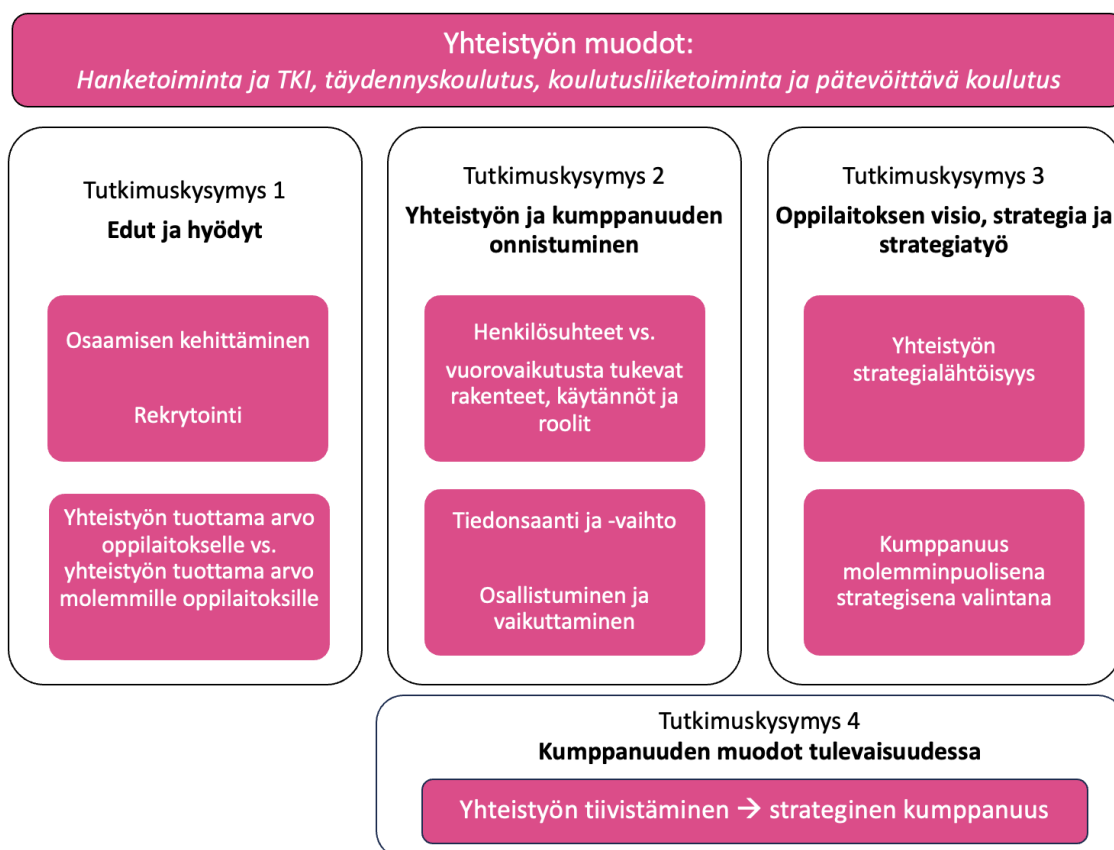 Yhteistyön muodot:
Hanketoiminta ja TKI, täydennyskoulutus, koulutusliiketoiminta ja pätevöittävä koulutus
Tutkimuskysymys 1
Edut ja hyödyt
Osaamisen kehittäminen
Rekrytointi
Yhteistyön tuottama arvo
oppilaitokselle vs.
yhteistyön tuottama arvo
molemmille oppilaitoksille
Tutkimuskysymys 2
Yhteistyön ja kumppanuuden
onnistuminen
Henkilösuhteet vs.
vuorovaikutusta tukevat
rakenteet, käytännöt ja
roolit
Tiedonsaanti ja -vaihto
Osallistuminen ja
vaikuttaminen
Tutkimuskysymys 3
Oppilaitoksen visio, strategia ja
strategiatyö
Yhteistyön
strategialähtöisyys
Kumppanuus
molemminpuolisena
strategisena valintana
Tutkimuskysymys 4
Kumppanuuden muodot tulevaisuudessa
Yhteistyön tiivistäminen → strateginen kumppanuus